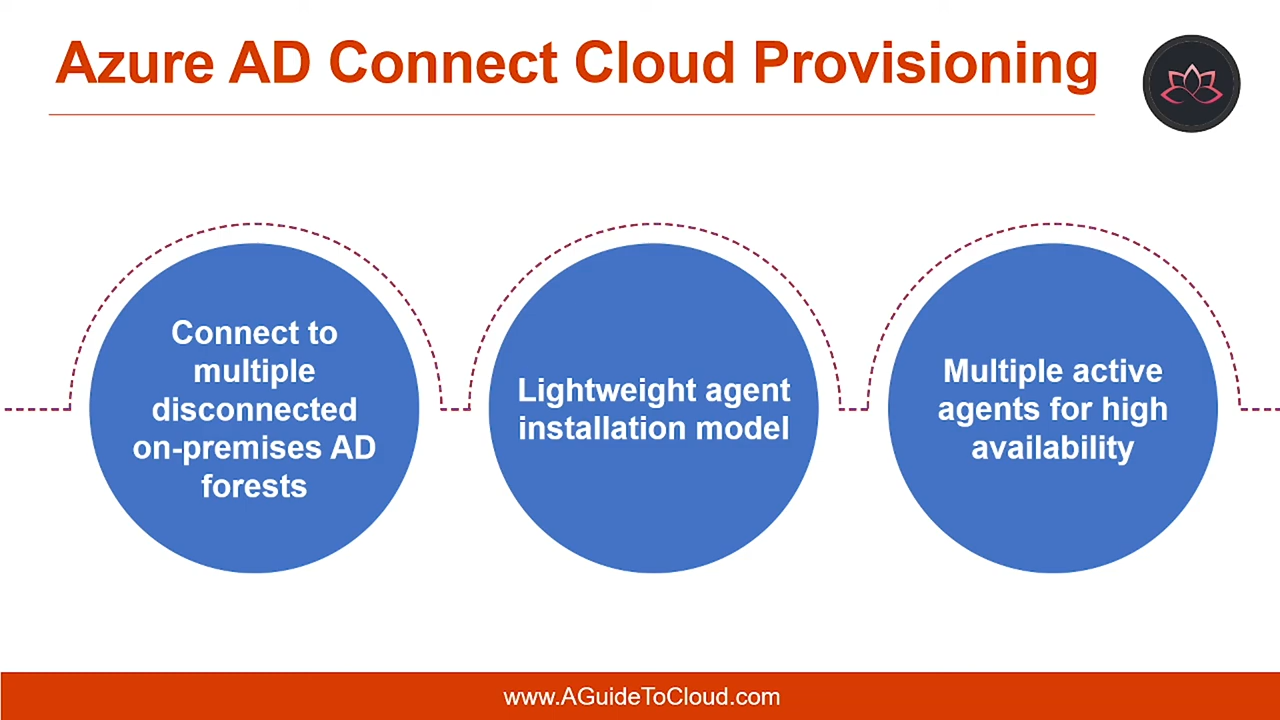 Azure AD Connect Cloud Provisioning
Connect to
multiple
disconnected
on-premises AD
forests
Lightweight agent
installation model
Multiple active
agents for high
availability
www.AGuideToCloud.com